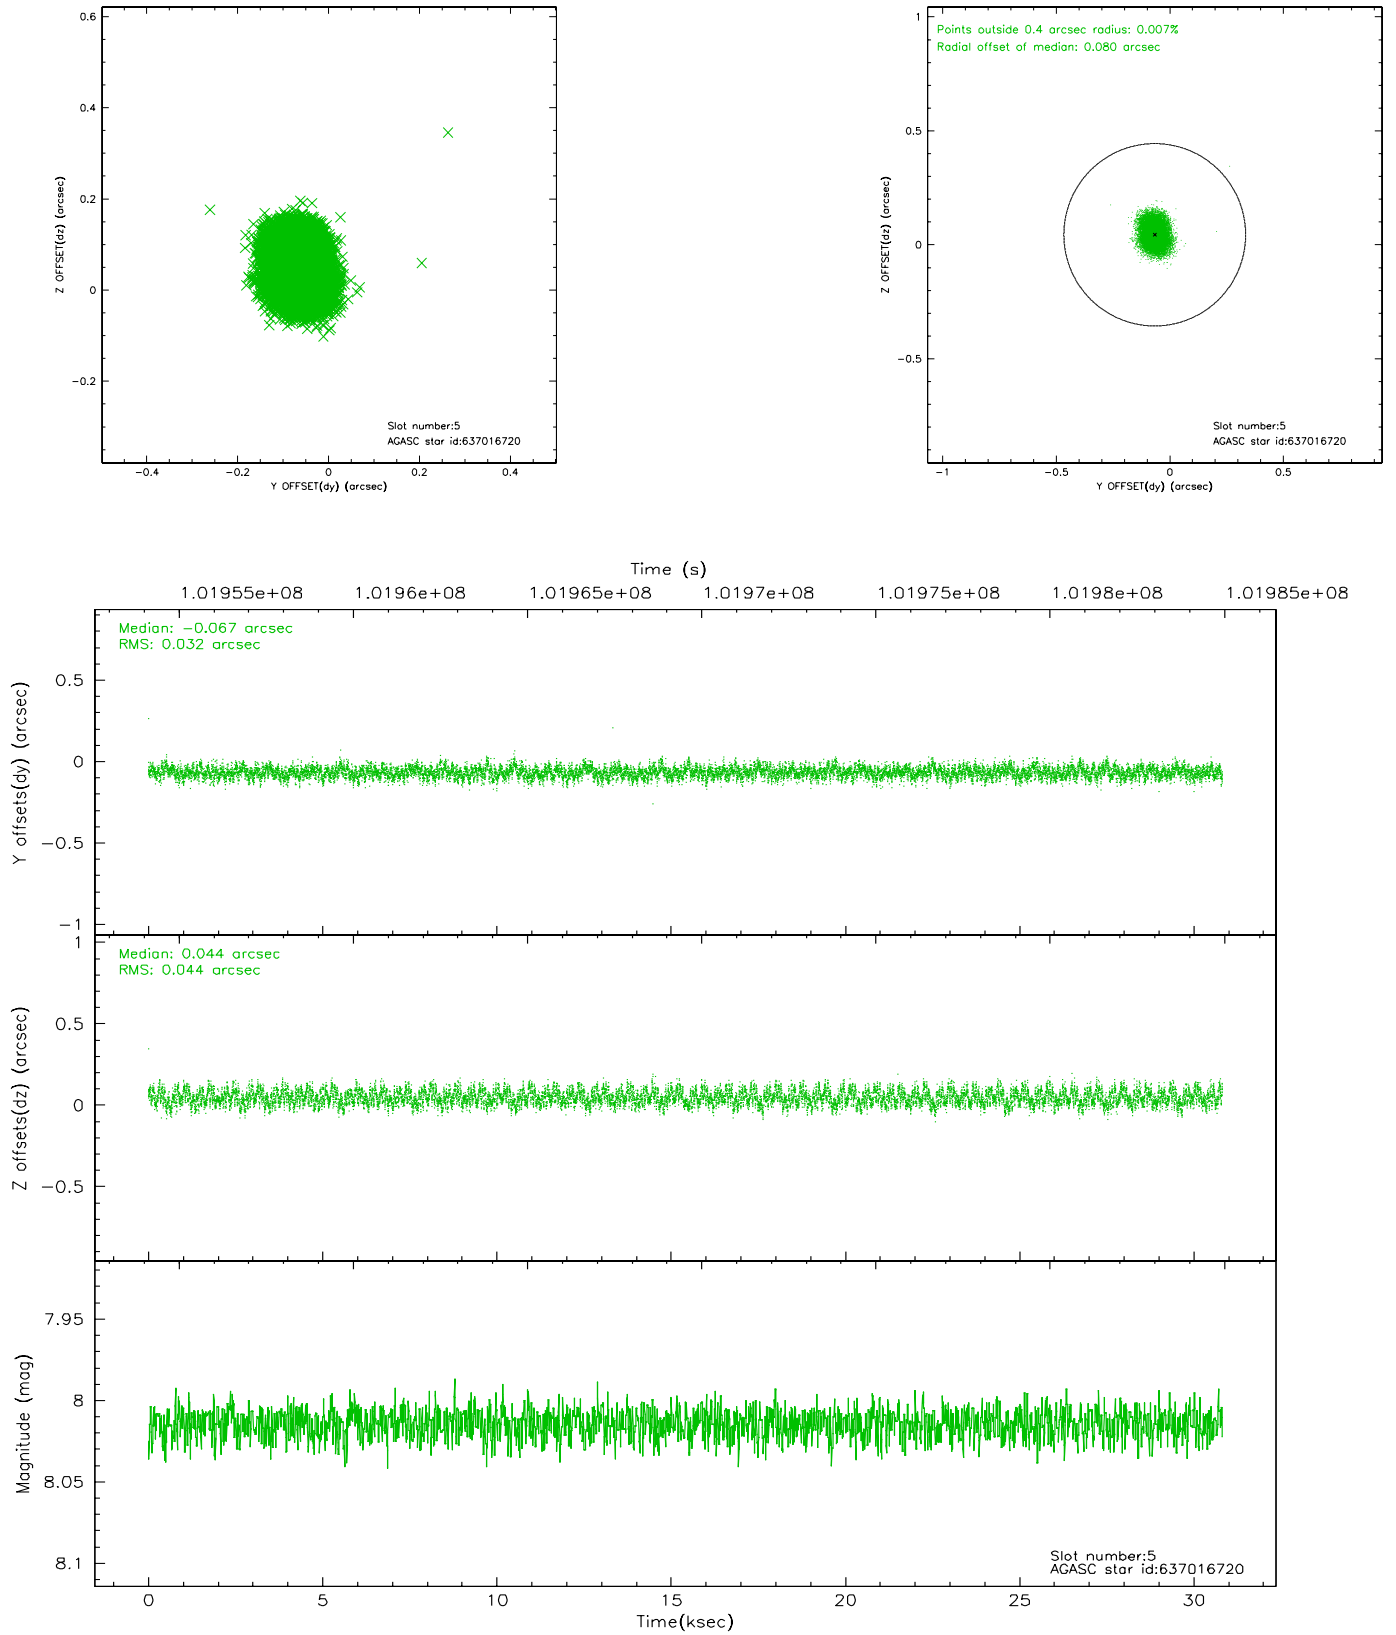 0.6
0.4
0.2
0
−0.2
Z OFFSET(dz) (arcsec)
Slot number:5
AGASC star id:637016720
−0.4 −0.2 0 0.2 0.4
Y OFFSET(dy) (arcsec)
Points outside 0.4 arcsec radius: 0.007%
Radial offset of median: 0.080 arcsec
1
0.5
0
−0.5
Z OFFSET(dz) (arcsec)
Slot number:5
AGASC star id:637016720
−1 −0.5 0 0.5
Y OFFSET(dy) (arcsec)
Time (s)
1.01955e+08 1.0196e+08 1.01965e+08 1.0197e+08 1.01975e+08 1.0198e+08 1.01985e+08
Median: −0.067 arcsec
RMS: 0.032 arcsec
0.5
0
−0.5
−1
Y offsets(dy) (arcsec)
Median: 0.044 arcsec
RMS: 0.044 arcsec
1
0.5
0
−0.5
Z offsets(dz) (arcsec)
7.95
8
8.05
8.1
Magnitude (mag)
Slot number:5
AGASC star id:637016720
0 5 10 15 20 25 30
Time(ksec)